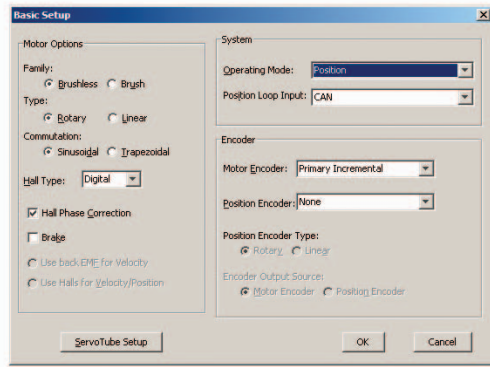 Basic Setup
Motor Options
Family:
Brushless Brush
Type:
Rotary Linear
Commutation:
Sinusoidal Trapezoidal
Hall Type: Digital
Hall Phase Correction
Brake
Use back EMF for Velocity
Use Halls for Velocity/Position
ServoTube Setup
System
Operating Mode: Position
Position Loop Input: CAN
Encoder
Motor Encoder: Primary Incremental
Position Encoder: None
Position Encoder Type:
Rotary Linear
Encoder Output Source:
Motor Encoder Position Encoder
OK Cancel